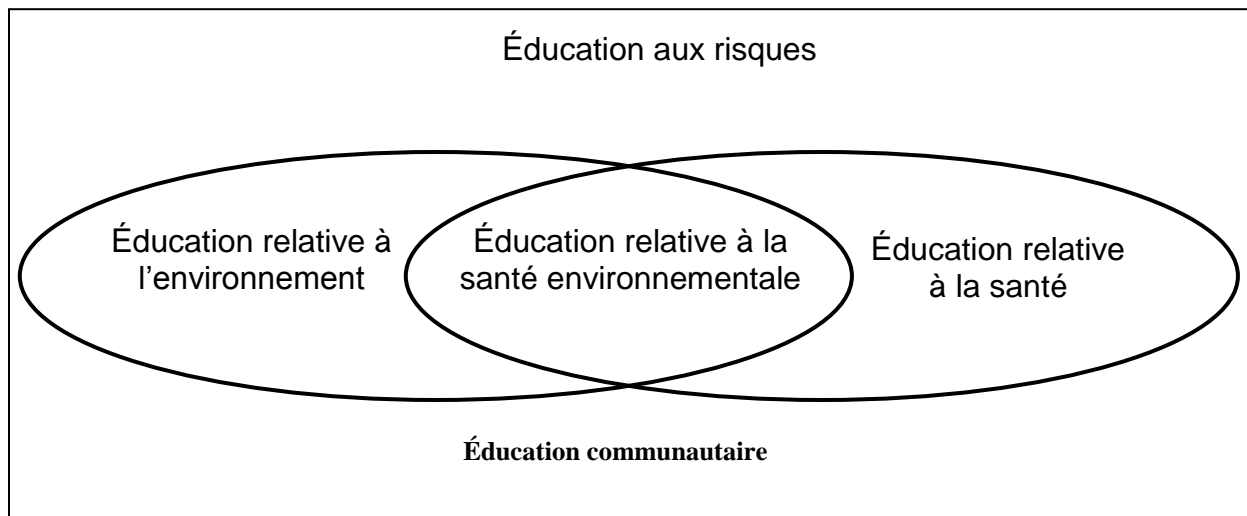 Éducation aux risques
Éducation relative à
l’environnement
Éducation relative à la
santé environnementale
Éducation relative
à la santé
Éducation communautaire